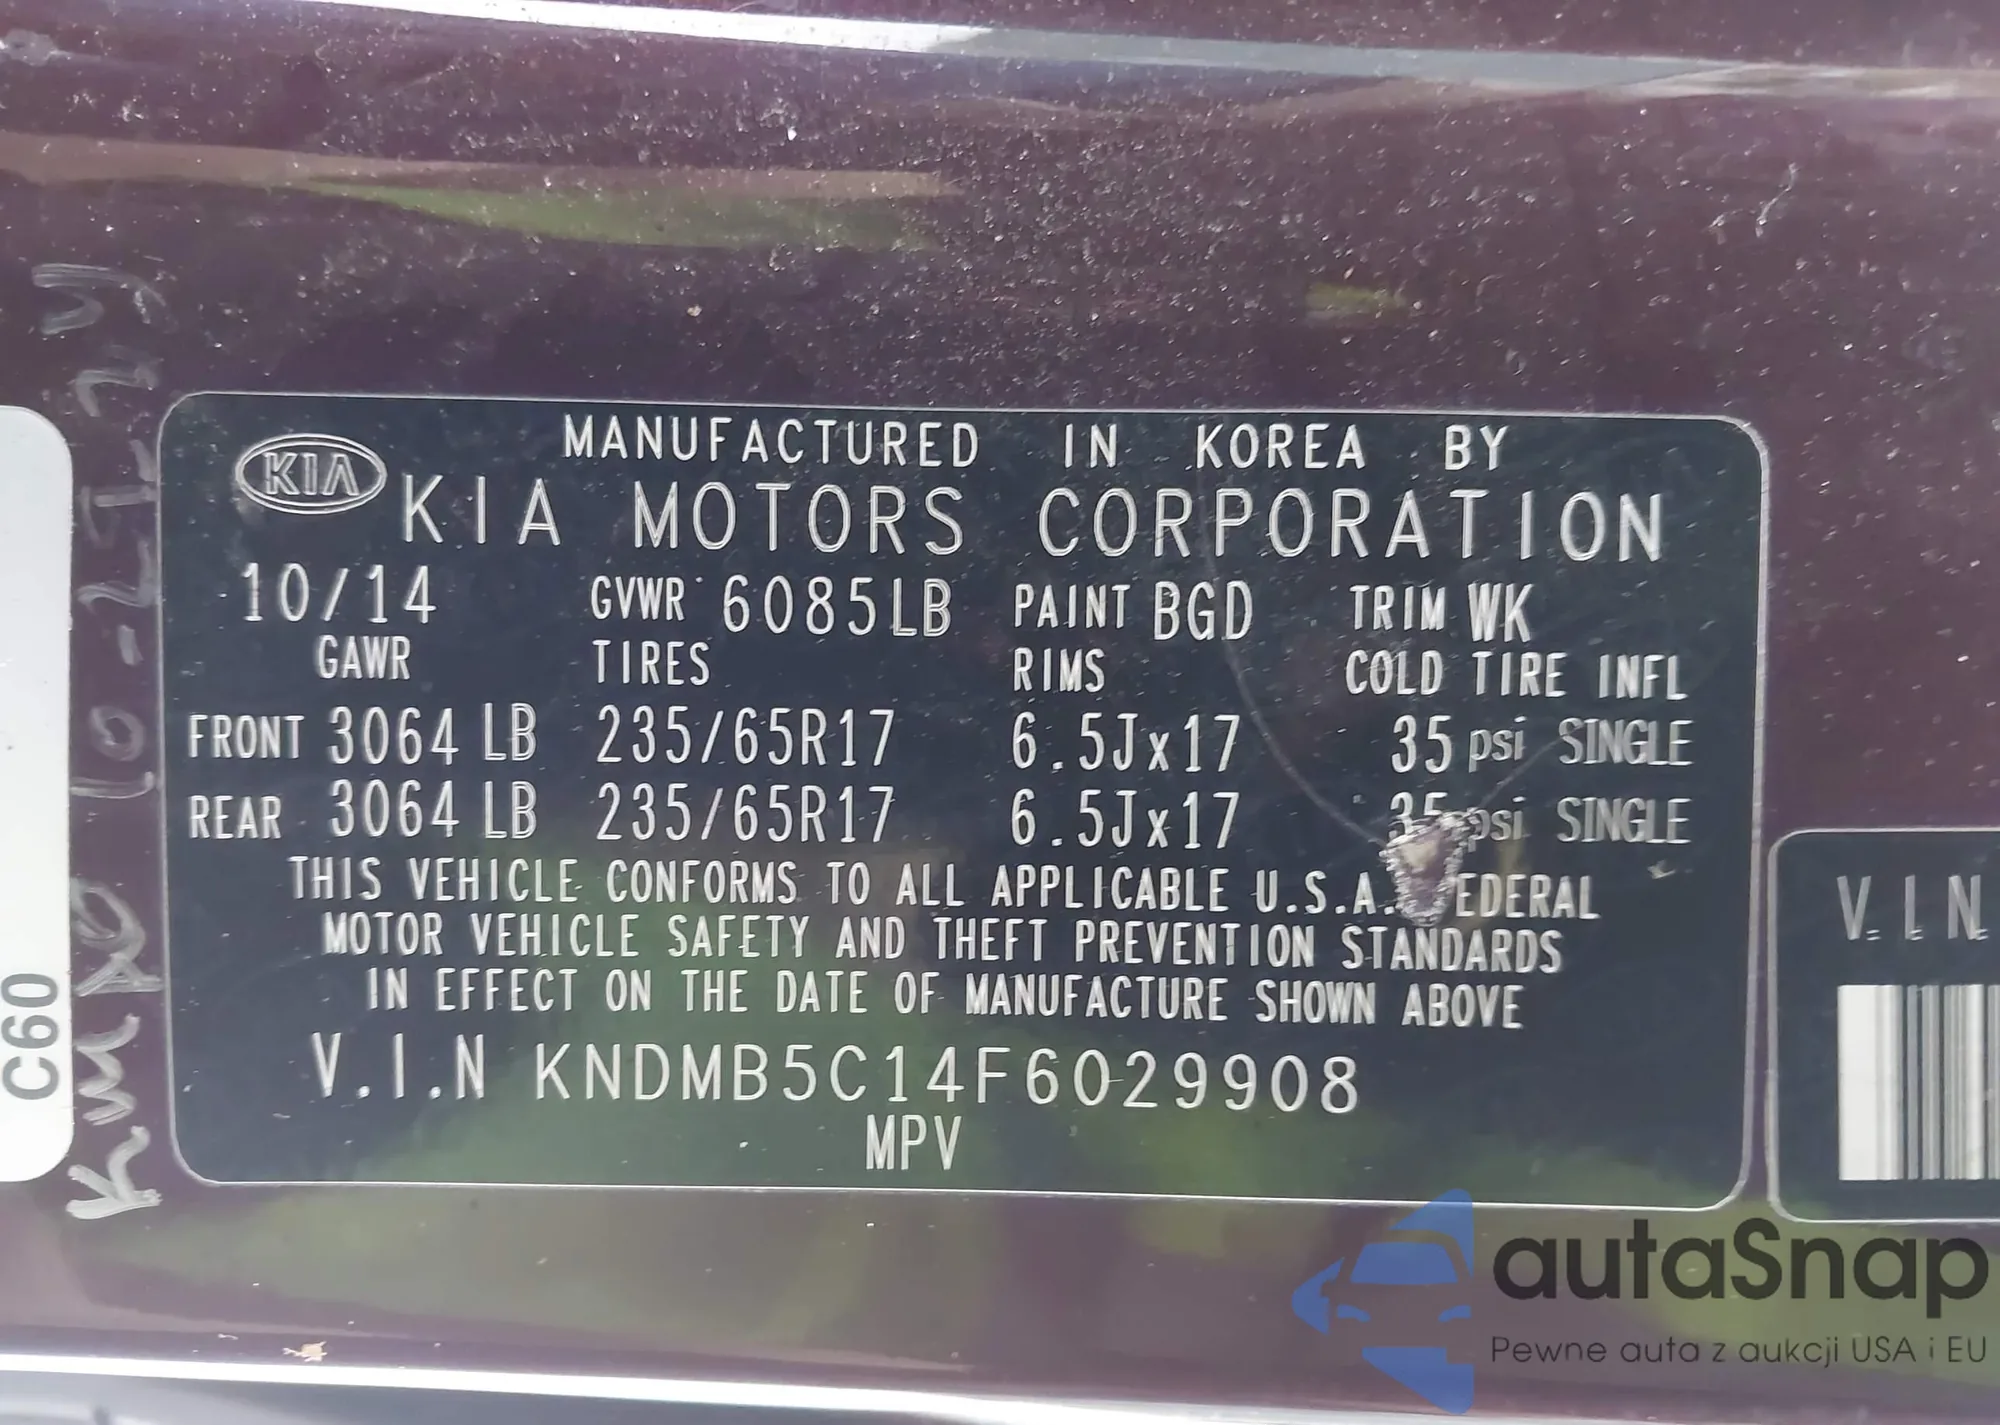 MANUFACTURED IN KOREA BY
KIA KIA MOTORS CORPORATION
10/14 GVWR 6085LB PAINT BGD TRIM WK
GAWR TIRES RIMS COLD TIRE INFL
FRONT 3064 LB 235/65R17 6.5Jx17 35 psi SINGLE
REAR 3064 LB 235/65R17 6.5Jx17 35 psi SINGLE
THIS VEHICLE CONFORMS TO ALL APPLICABLE U.S.A. FEDERAL
MOTOR VEHICLE SAFETY AND THEFT PREVENTION STANDARDS
IN EFFECT ON THE DATE OF MANUFACTURE SHOWN ABOVE
V.I.N KNDMB5C14F6029908
MPV
C60
V.I.N.
autaSnap
Pewne auta z aukcji USA i EU